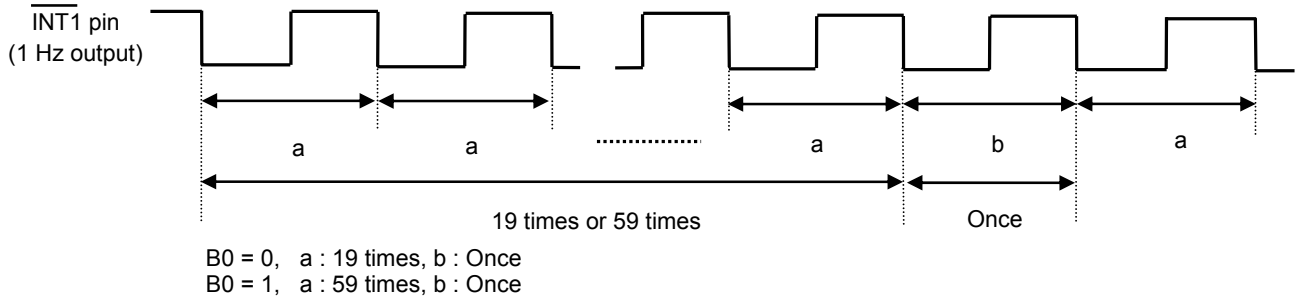 INT1 pin
(1 Hz output)
a
a
a
b
a
19 times or 59 times
Once
B0 = 0, a : 19 times, b : Once
B0 = 1, a : 59 times, b : Once